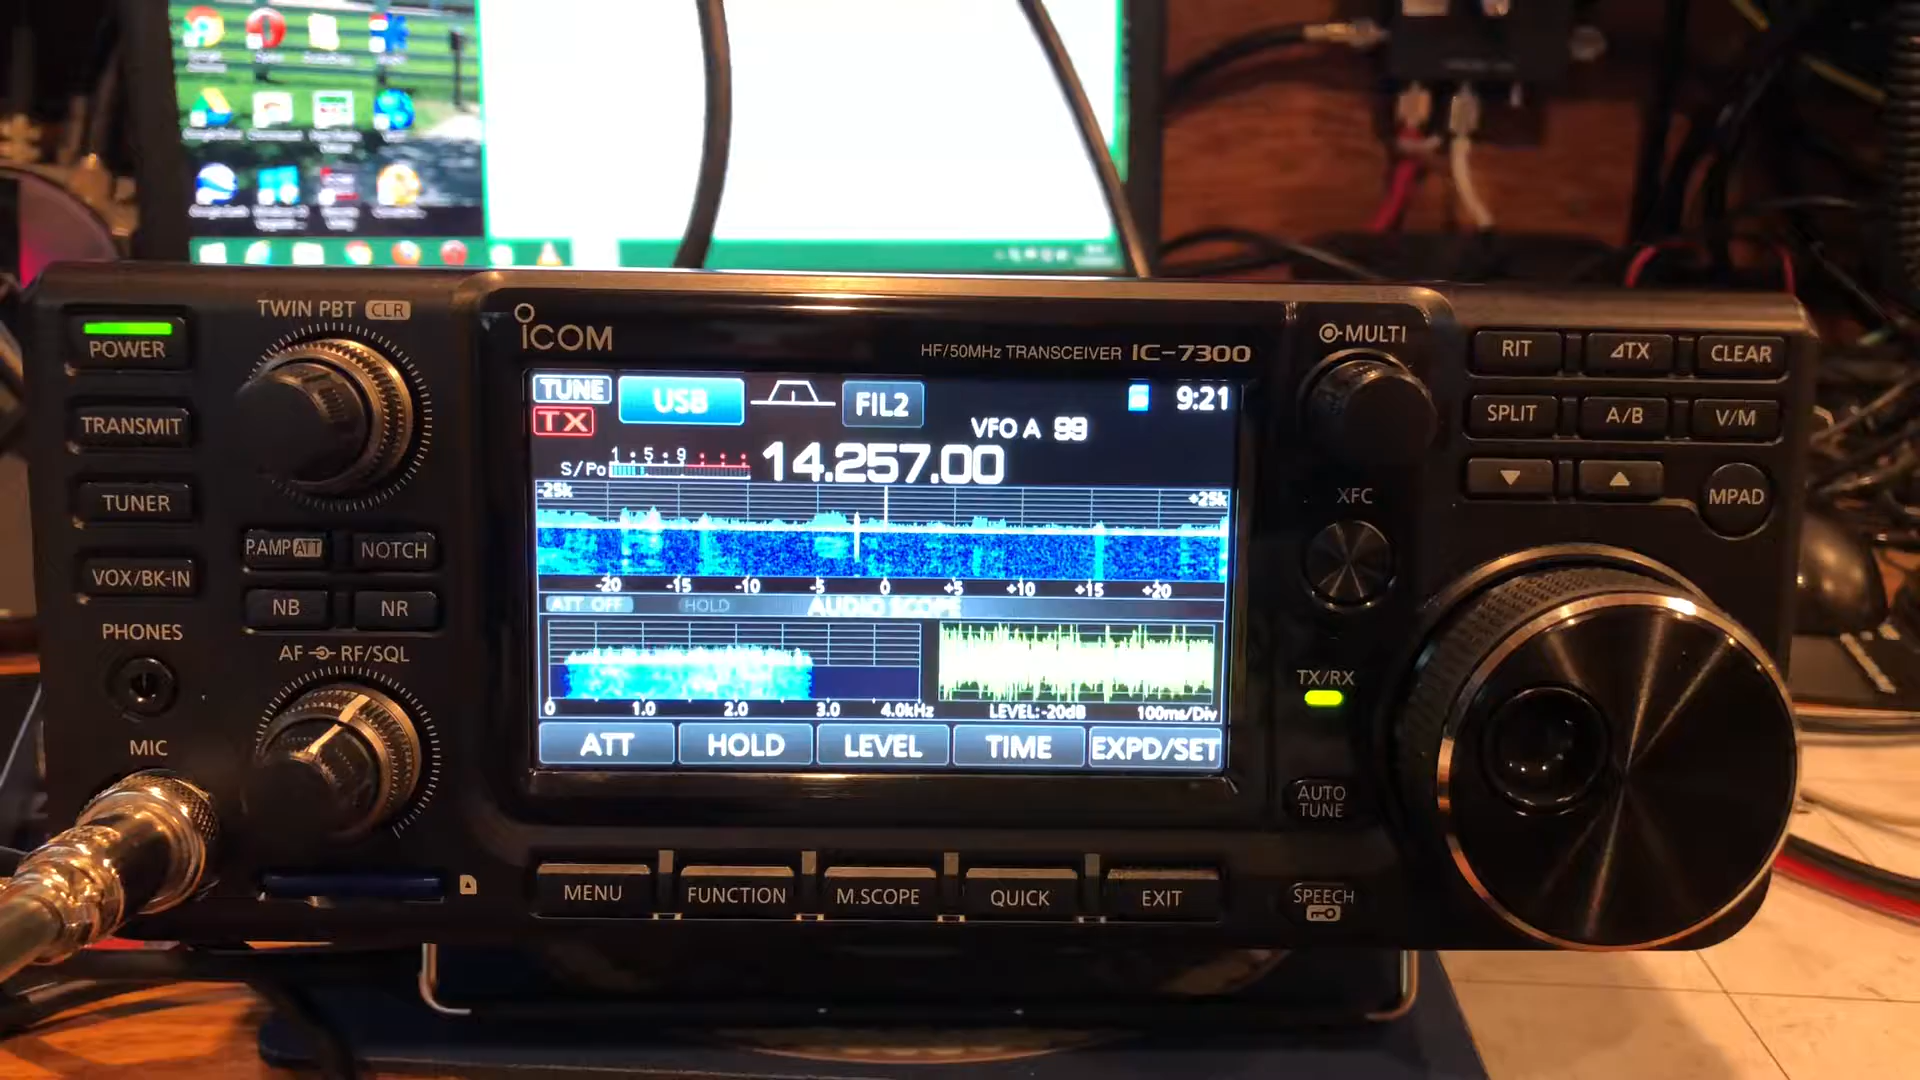 TWIN PBT CLR
ICOM
HF/50MHz TRANSCEIVER IC-7300
MULTI
POWER
TRANSMIT
TUNER
VOX/BK-IN
PHONES
MIC
P.AMP ATT
NOTCH
NB
NR
AF RF/SQL
TUNE
USB
FIL2
9:21
TX
VFO A 99
S/Po
1 • 5 • 9
14.257.00
-25k
+25k
-20 -15 -10 -5 0 +5 +10 +15 +20
ATT OFF
HOLD
AUDIO SCOPE
0 1.0 2.0 3.0 4.0kHz
LEVEL:-20dB
100ms/Div
ATT
HOLD
LEVEL
TIME
EXPD/SET
MENU
FUNCTION
M.SCOPE
QUICK
EXIT
XFC
TX/RX
AUTO
TUNE
SPEECH
RIT
⊿TX
CLEAR
SPLIT
A/B
V/M
MPAD